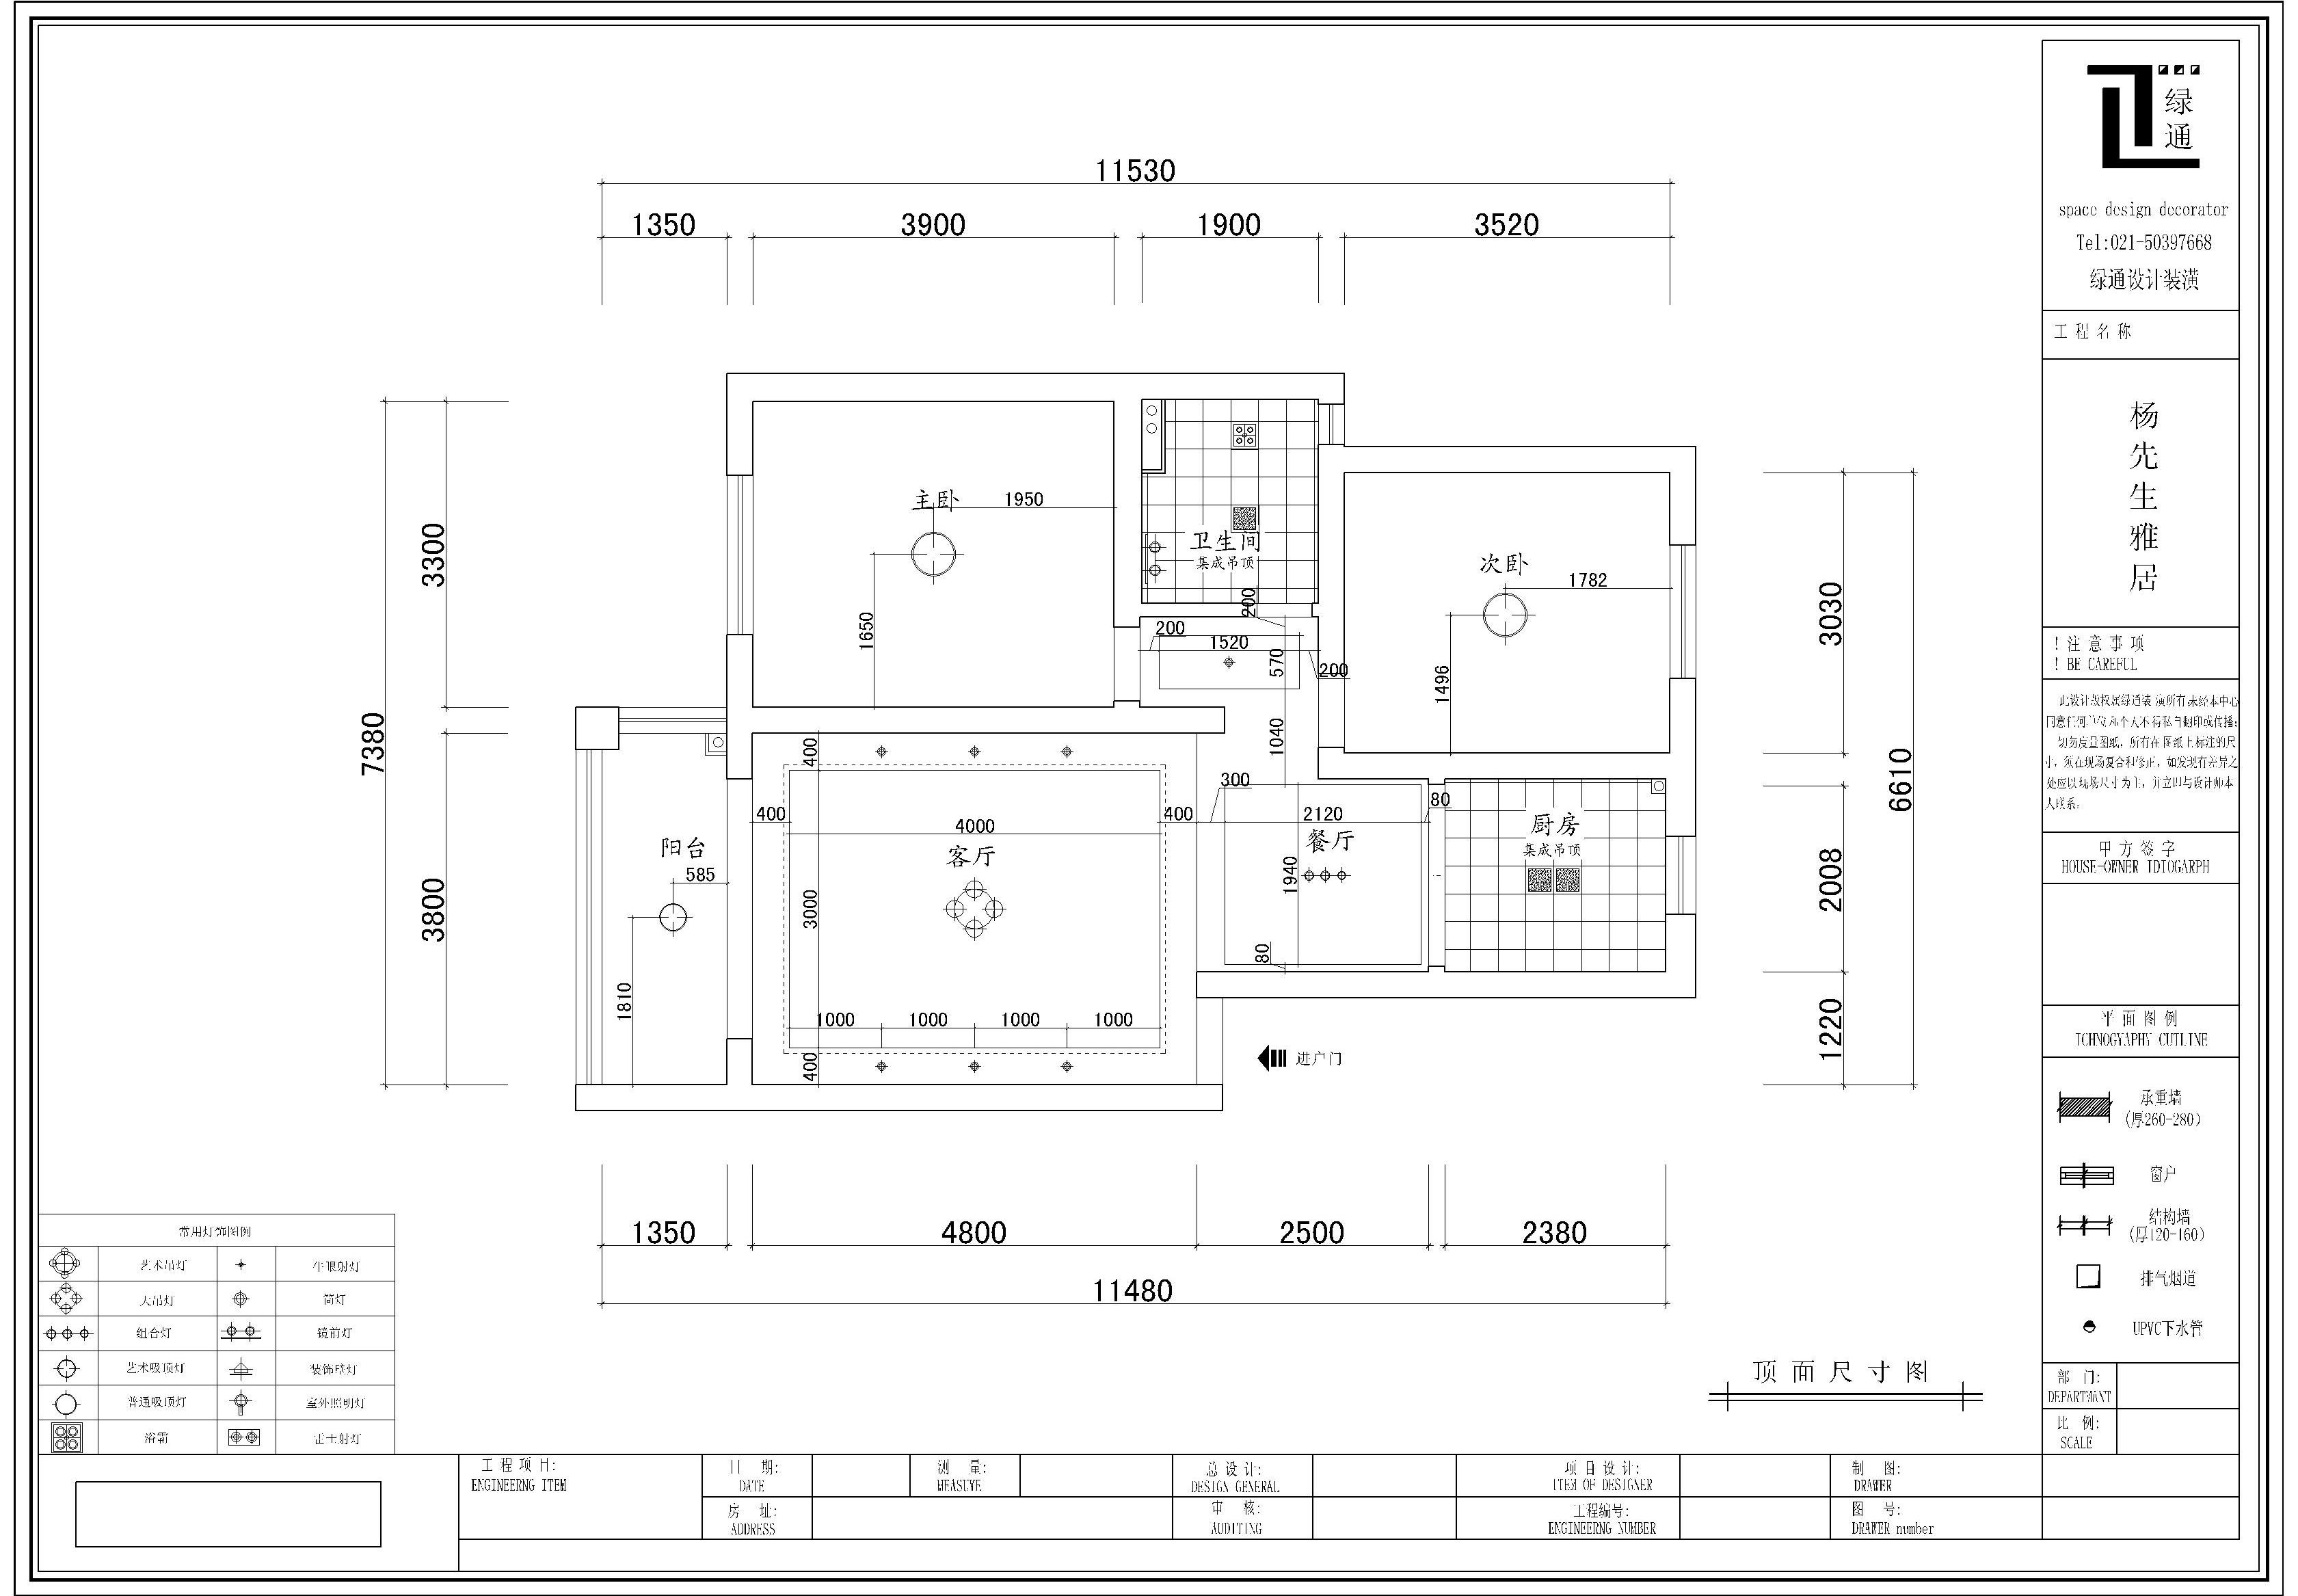 11530
1350
3900
1900
3520
7380
3300
3800
主卧
1950
1650
卫生间
集成吊顶
200
200
1520
570
200
1040
次卧
1782
1496
3030
2008
1220
6610
阳台
585
1810
400
400
4000
400
客厅
3000
1000
1000
1000
1000
400
300
2120
80
餐厅
1940
80
厨房
集成吊顶
进户门
1350
4800
2500
2380
11480
顶面尺寸图
常用灯饰图例
艺术吊灯
牛眼射灯
大吊灯
筒灯
组合灯
镜前灯
艺术吸顶灯
装饰壁灯
普通吸顶灯
室外照明灯
浴霸
雷士射灯
绿通
space design decorator
Tel:021-50397668
绿通设计装潢
工程名称
杨先生雅居
! 注意事项
! BE CAREFUL
此设计版权属绿通装潢所有未经本中心
同意任何单位和个人不得私自翻印或传播;
切勿度量图纸, 所有在图纸上标注的尺
寸, 须在现场复合和修正, 如发现有差异之
处应以现场尺寸为主, 并立即与设计师本
人联系。
甲方签字
HOUSE-OWNER IDIOGARPH
平面图例
ICHNOGYAPHY CUTLINE
承重墙
(厚260-280)
窗户
结构墙
(厚120-160)
排气烟道
UPVC下水管
部 门:
DEPARTMANT
比 例:
SCALE
工程项目:
ENGINEERNG ITEM
日 期:
DATE
测 量:
MEASUVE
总设计:
DESIGN GENERAL
项目设计:
ITEM OF DESIGNER
制 图:
DRAWER
房 址:
ADDRESS
审 核:
AUDITING
工程编号:
ENGINEERNG NUMBER
图 号:
DRAWER number